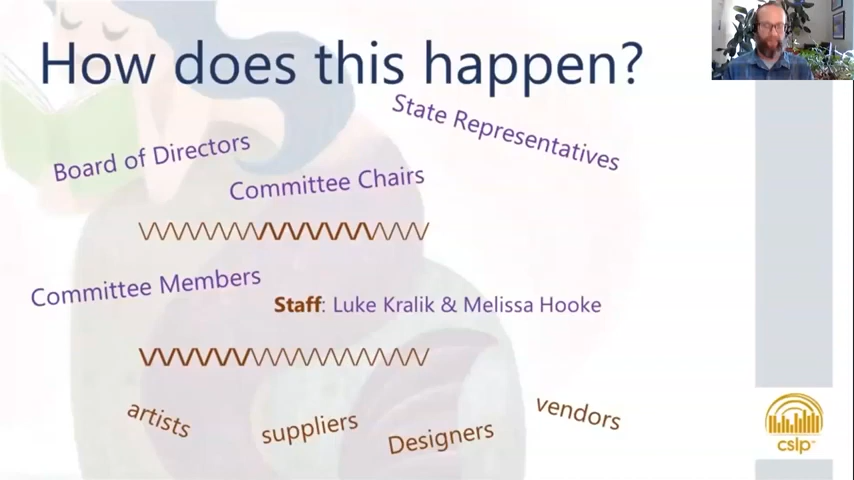 How does this happen?
State Representatives
Board of Directors
Committee Chairs
Committee Members
Staff: Luke Kralik & Melissa Hooke
artists
suppliers
Designers
vendors
cslp